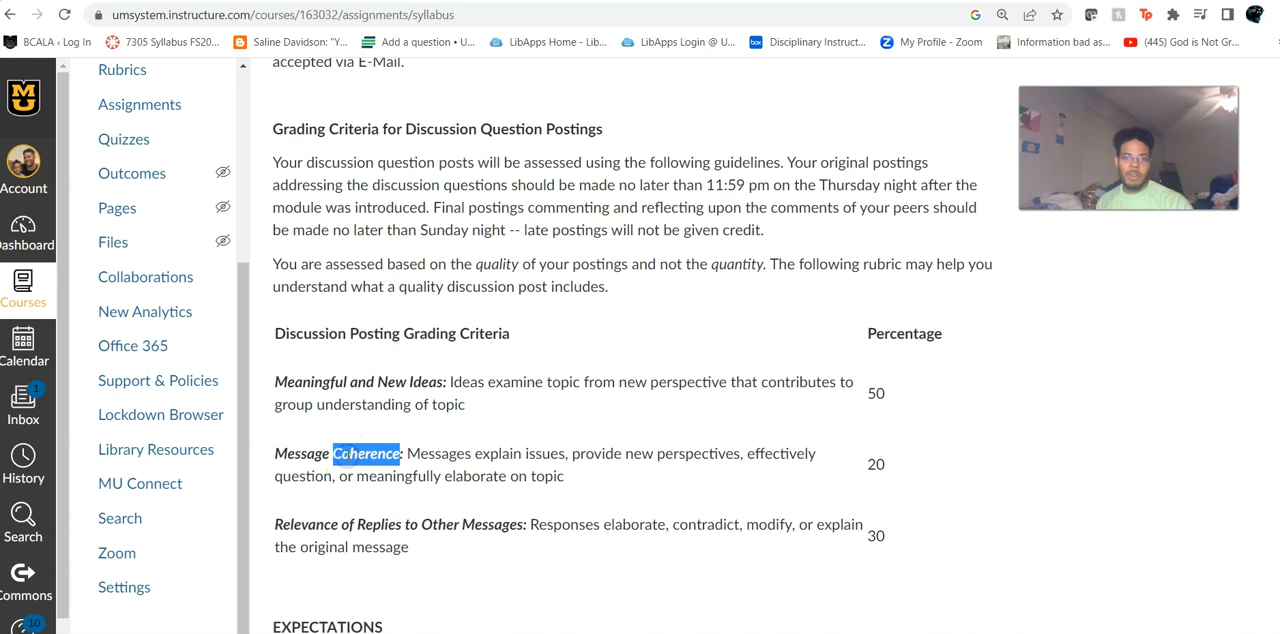 umsystem.instructure.com/courses/163032/assignments/syllabus
BCALA ‹ Log In
7305 Syllabus FS20...
Saline Davidson: "Y...
Add a question • U...
LibApps Home - Lib...
LibApps Login @ U...
box
Disciplinary Instruct...
My Profile - Zoom
Information bad as...
(445) God is Not Gr...
MU
Account
Dashboard
Courses
Calendar
1
Inbox
History
Search
Commons
10
Rubrics
Assignments
Quizzes
Outcomes
Pages
Files
Collaborations
New Analytics
Office 365
Support & Policies
Lockdown Browser
Library Resources
MU Connect
Search
Zoom
Settings
accepted via E-Mail.
Grading Criteria for Discussion Question Postings
Your discussion question posts will be assessed using the following guidelines. Your original postings
addressing the discussion questions should be made no later than 11:59 pm on the Thursday night after the
module was introduced. Final postings commenting and reflecting upon the comments of your peers should
be made no later than Sunday night -- late postings will not be given credit.
You are assessed based on the quality of your postings and not the quantity. The following rubric may help you
understand what a quality discussion post includes.
Discussion Posting Grading Criteria Percentage
Meaningful and New Ideas: Ideas examine topic from new perspective that contributes to
group understanding of topic
50
Message Coherence: Messages explain issues, provide new perspectives, effectively
question, or meaningfully elaborate on topic
20
Relevance of Replies to Other Messages: Responses elaborate, contradict, modify, or explain
the original message
30
EXPECTATIONS